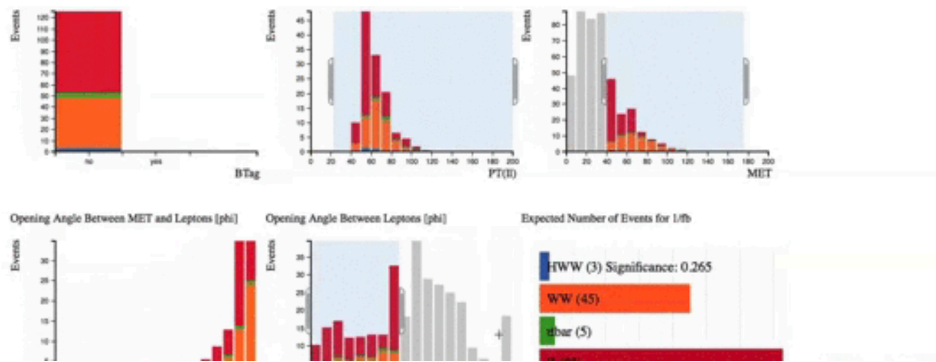 Events
120
110
100
90
80
70
60
50
40
30
20
10
0
no
yes
BTag
Events
45
40
35
30
25
20
15
10
5
0
0 20 40 60 80 100 120 140 160 180 200
PT(ll)
Events
80
70
60
50
40
30
20
10
0
0 20 40 60 80 100 120 140 160 180 200
MET
Opening Angle Between MET and Leptons [phi]
Events
30
20
15
10
Opening Angle Between Leptons [phi]
Events
35
30
25
20
15
10
Expected Number of Events for 1/fb
HWW (3) Significance: 0.265
WW (45)
ttbar (5)